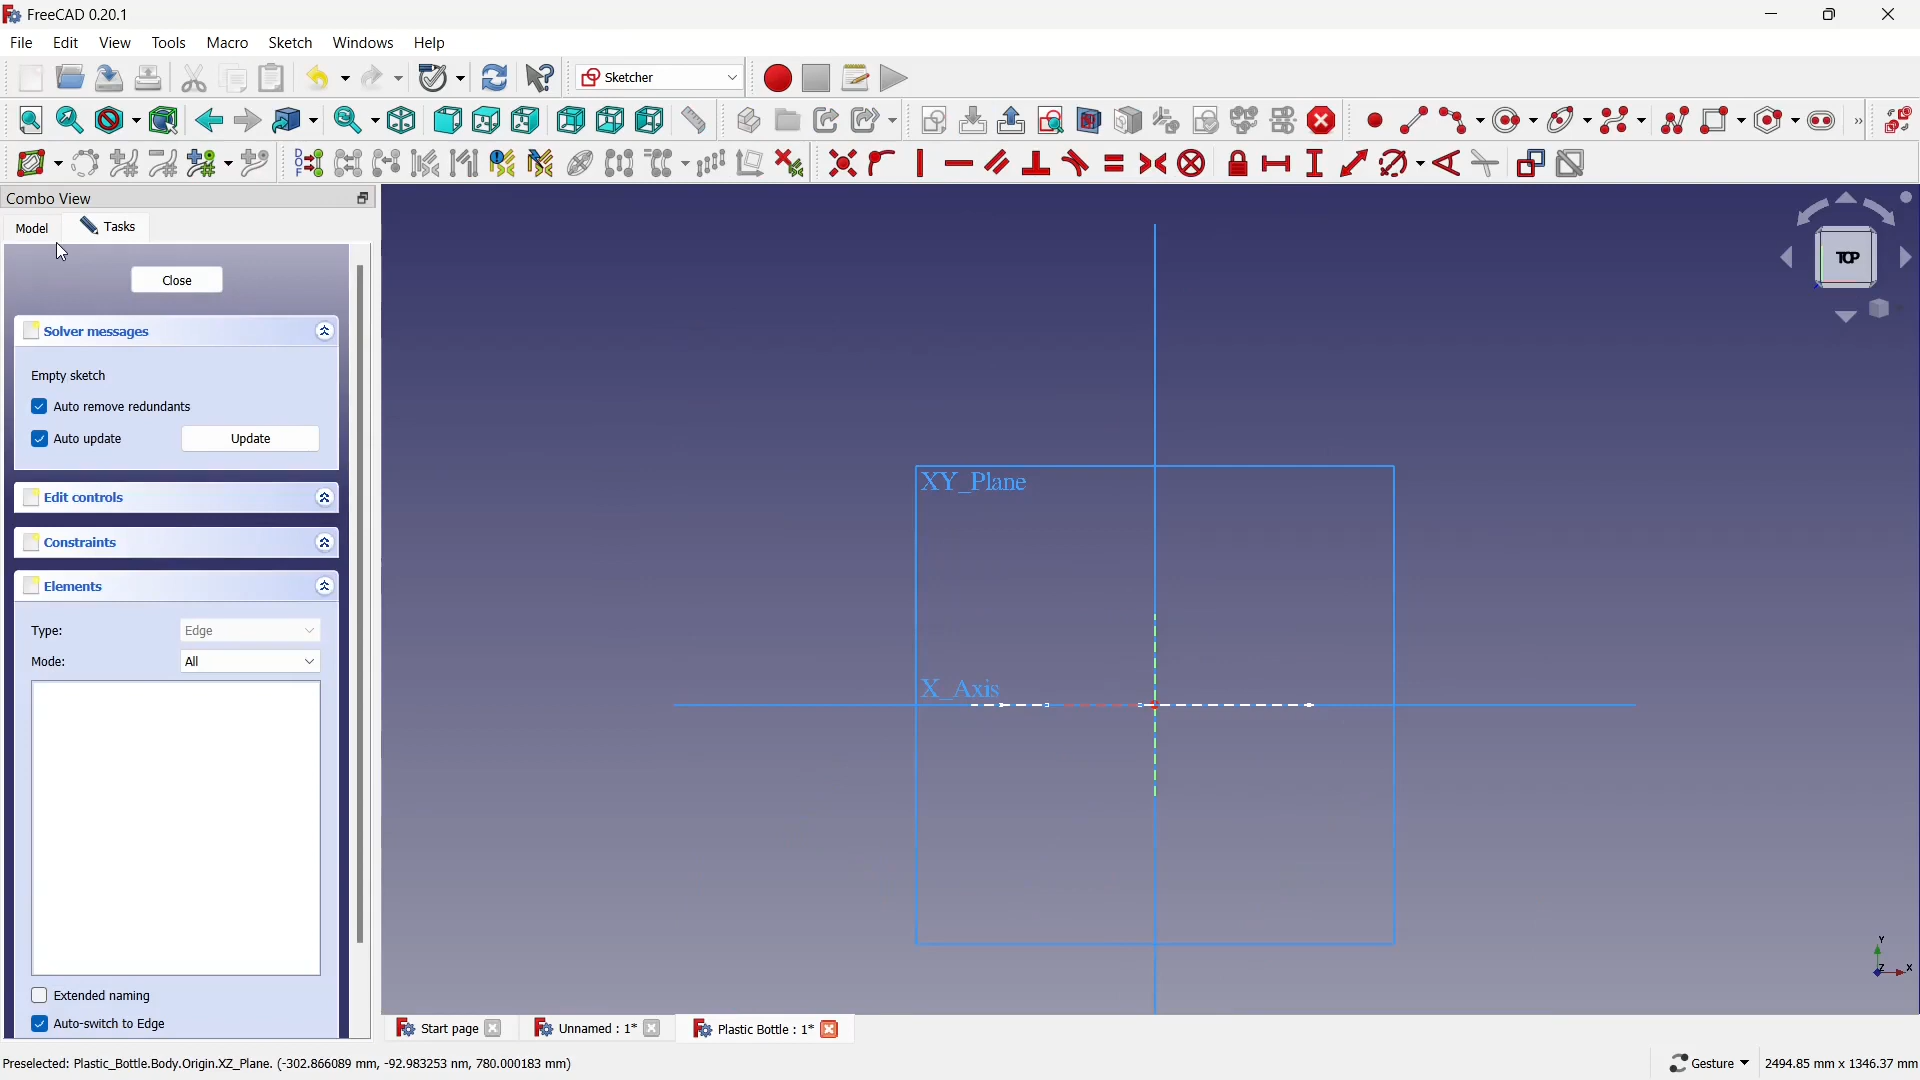 FreeCAD 0.20.1
File Edit View Tools Macro Sketch Windows Help
Sketcher
DOF
Combo View
Model Tasks
Close
Solver messages
Empty sketch
Auto remove redundants
Auto update Update
Edit controls
Constraints
Elements
Type: Edge
Mode: All
Extended naming
Auto-switch to Edge
XY_Plane
X_Axis
TOP
Y
Z X
Start page Unnamed : 1* Plastic Bottle : 1*
Preselected: Plastic_Bottle.Body.Origin.XZ_Plane. (-302.866089 mm, -92.983253 nm, 780.000183 mm) Gesture 2494.85 mm x 1346.37 mm